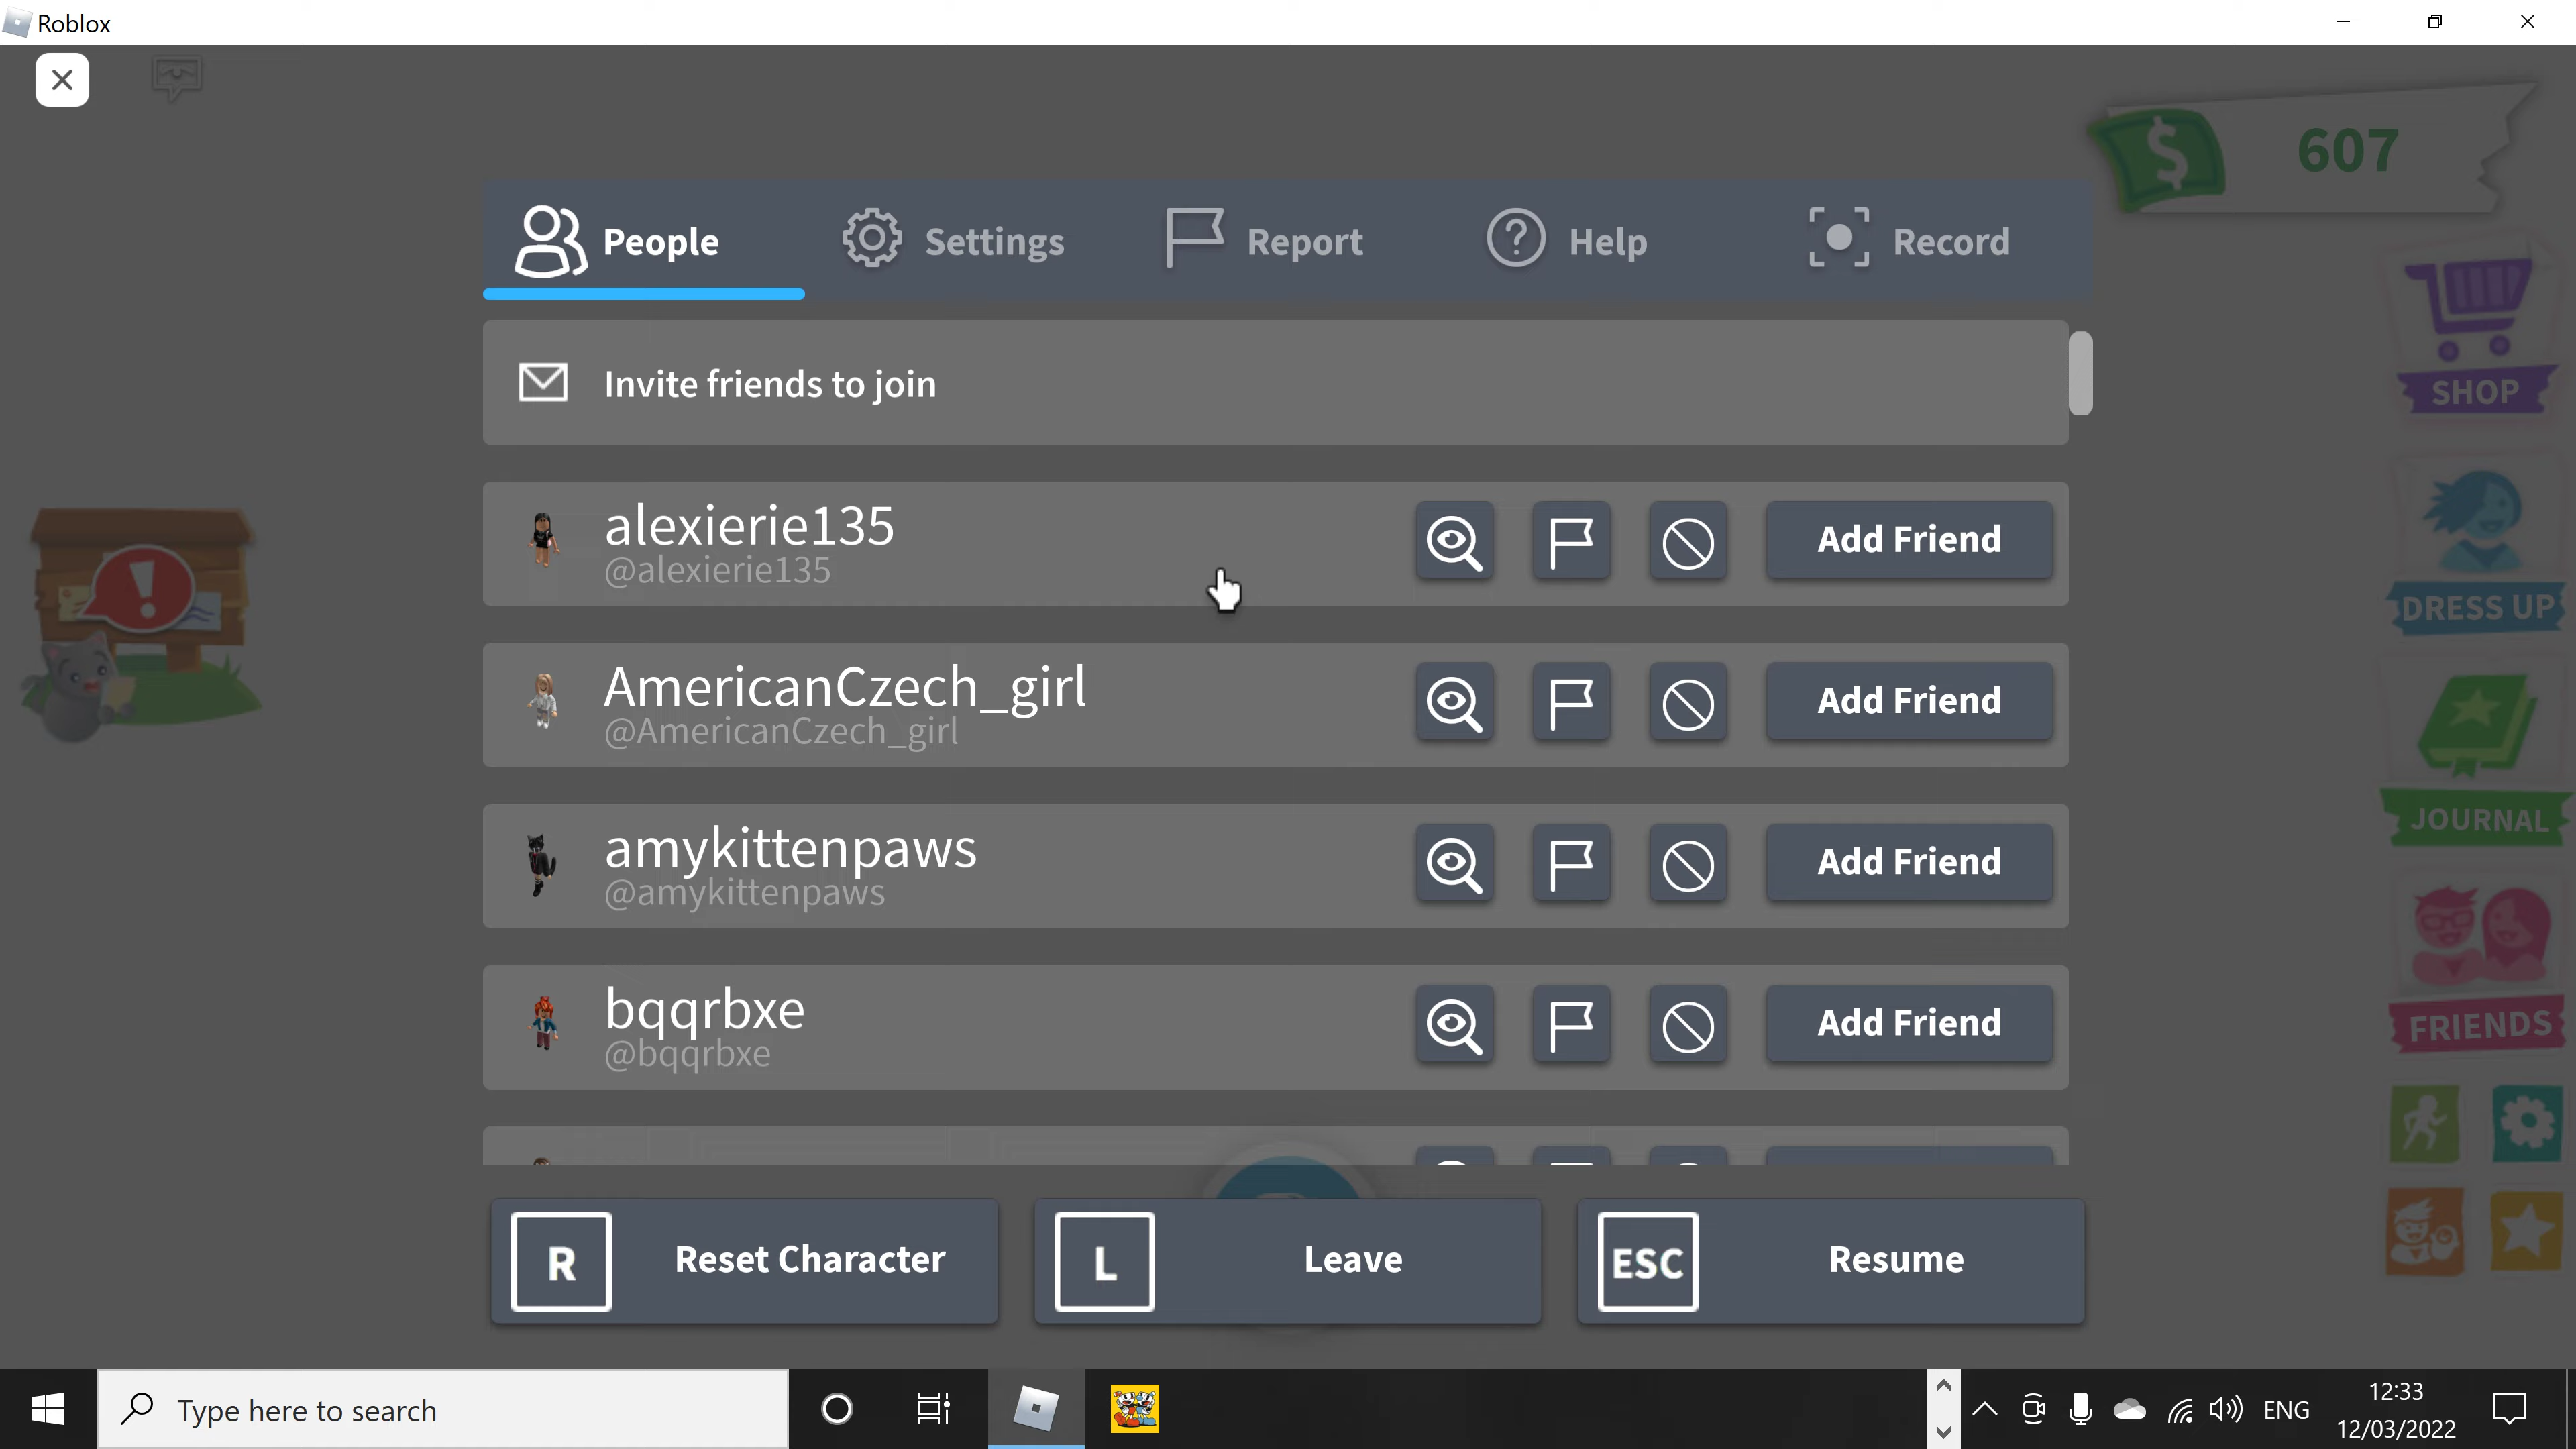 Roblox
607
People Settings Report Help Record
Invite friends to join
SHOP
alexierie135
@alexierie135
Add Friend
DRESS UP
AmericanCzech_girl
@AmericanCzech_girl
Add Friend
JOURNAL
amykittenpaws
@amykittenpaws
Add Friend
bqqrbxe
@bqqrbxe
Add Friend
FRIENDS
R Reset Character
L Leave
ESC Resume
Type here to search
ENG
12:33
12/03/2022